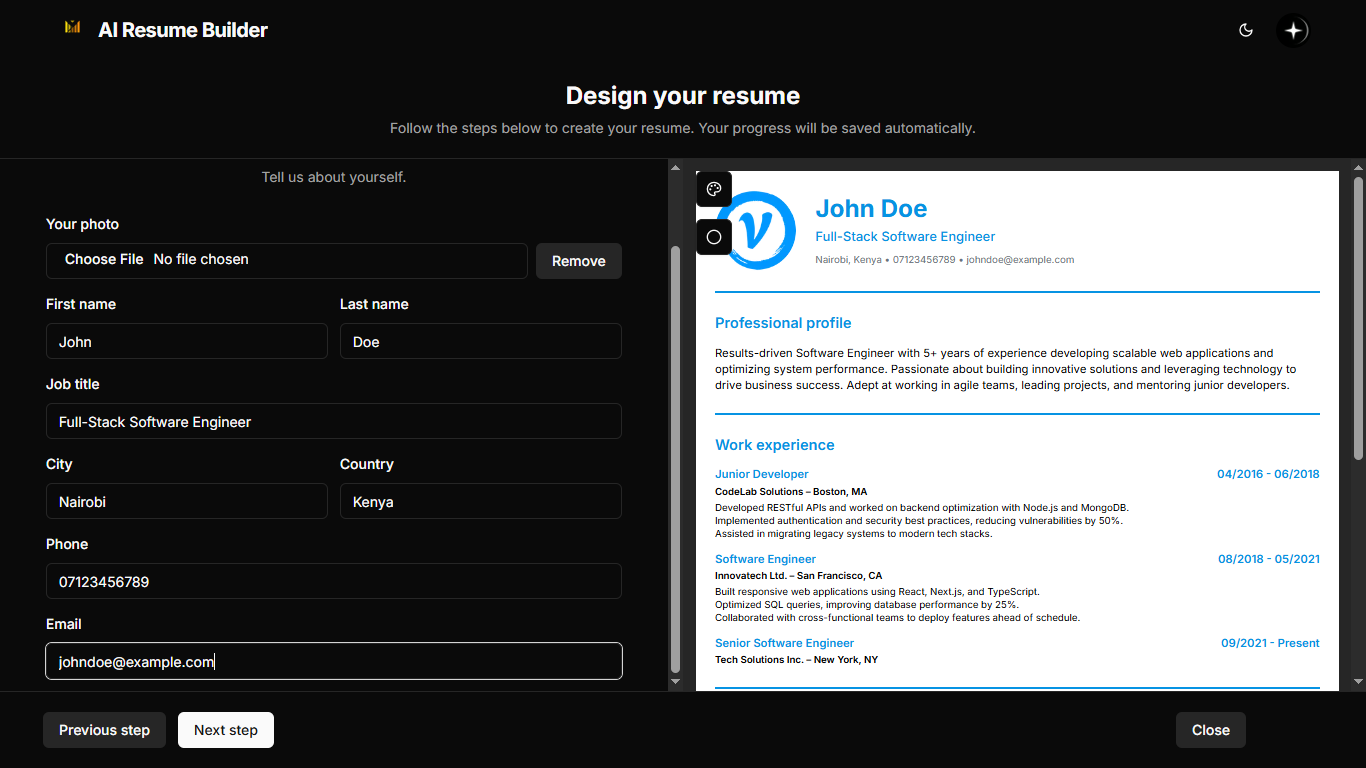 AI Resume Builder
Design your resume
Follow the steps below to create your resume. Your progress will be saved automatically.
Tell us about yourself.
Your photo
Choose File No file chosen
Remove
First name
Last name
John
Doe
Job title
Full-Stack Software Engineer
City
Country
Nairobi
Kenya
Phone
07123456789
Email
johndoe@example.com
Previous step
Next step
Close
John Doe
Full-Stack Software Engineer
Nairobi, Kenya • 07123456789 • johndoe@example.com
Professional profile
Results-driven Software Engineer with 5+ years of experience developing scalable web applications and
optimizing system performance. Passionate about building innovative solutions and leveraging technology to
drive business success. Adept at working in agile teams, leading projects, and mentoring junior developers.
Work experience
Junior Developer 04/2016 - 06/2018
CodeLab Solutions – Boston, MA
Developed RESTful APIs and worked on backend optimization with Node.js and MongoDB.
Implemented authentication and security best practices, reducing vulnerabilities by 50%.
Assisted in migrating legacy systems to modern tech stacks.
Software Engineer 08/2018 - 05/2021
Innovatech Ltd. – San Francisco, CA
Built responsive web applications using React, Next.js, and TypeScript.
Optimized SQL queries, improving database performance by 25%.
Collaborated with cross-functional teams to deploy features ahead of schedule.
Senior Software Engineer 09/2021 - Present
Tech Solutions Inc. – New York, NY